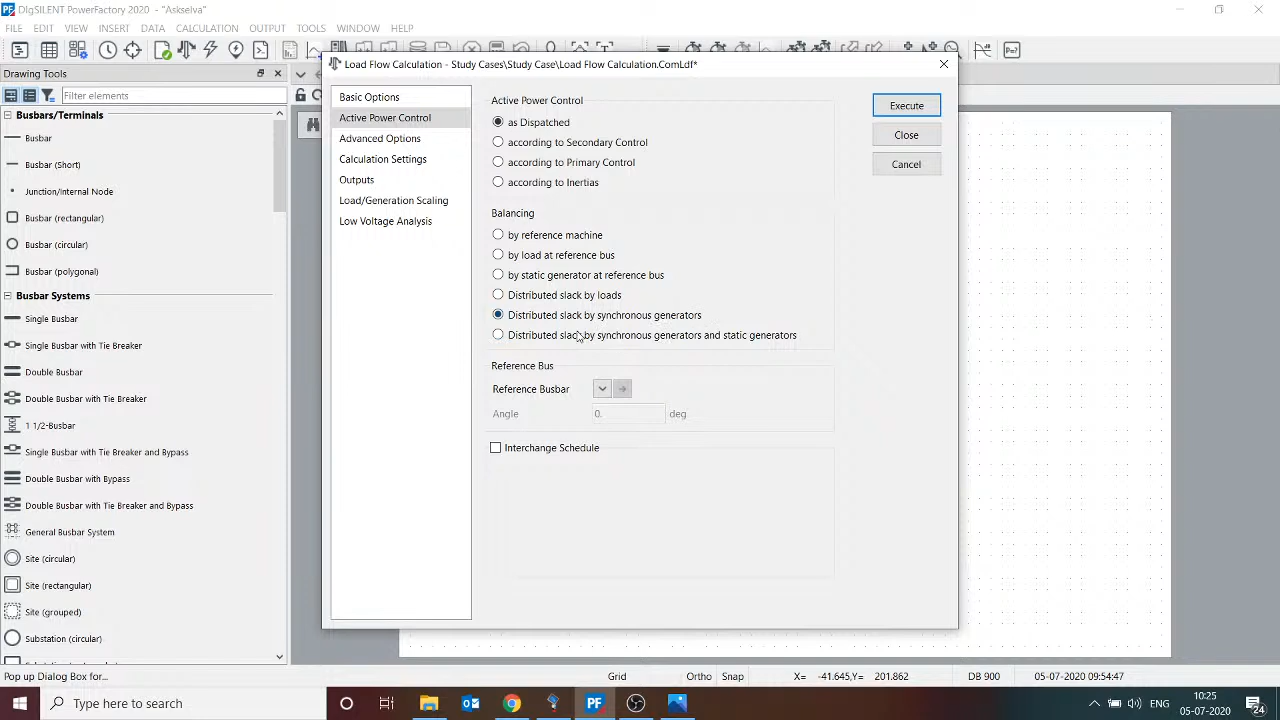 PF DIgSILENT PowerFactory 2020 - "Askselva"
FILE EDIT VIEW INSERT DATA CALCULATION OUTPUT TOOLS WINDOW HELP
Drawing Tools
Filter elements
Busbars/Terminals
Busbar
Busbar (Short)
Junction/Internal Node
Busbar (rectangular)
Busbar (circular)
Busbar (polygonal)
Busbar Systems
Single Busbar
Single Busbar with Tie Breaker
Double Busbar
Double Busbar with Tie Breaker
1 1/2-Busbar
Single Busbar with Tie Breaker and Bypass
Double Busbar with Bypass
Double Busbar with Tie Breaker and Bypass
General Busbar System
Site (circular)
Site (rectangular)
Site (grouped)
Substation (circular)
Load Flow Calculation - Study Cases\Study Case\Load Flow Calculation.ComLdf*
Basic Options
Active Power Control
Advanced Options
Calculation Settings
Outputs
Load/Generation Scaling
Low Voltage Analysis
Active Power Control
as Dispatched
according to Secondary Control
according to Primary Control
according to Inertias
Balancing
by reference machine
by load at reference bus
by static generator at reference bus
Distributed slack by loads
Distributed slack by synchronous generators
Distributed slack by synchronous generators and static generators
Reference Bus
Reference Busbar
Angle 0. deg
Interchange Schedule
Execute
Close
Cancel
Pop up Dialog Box for... Grid Ortho Snap X= -41.645,Y= 201.862 DB 900 05-07-2020 09:54:47
Type here to search
PF
10:25
05-07-2020
24